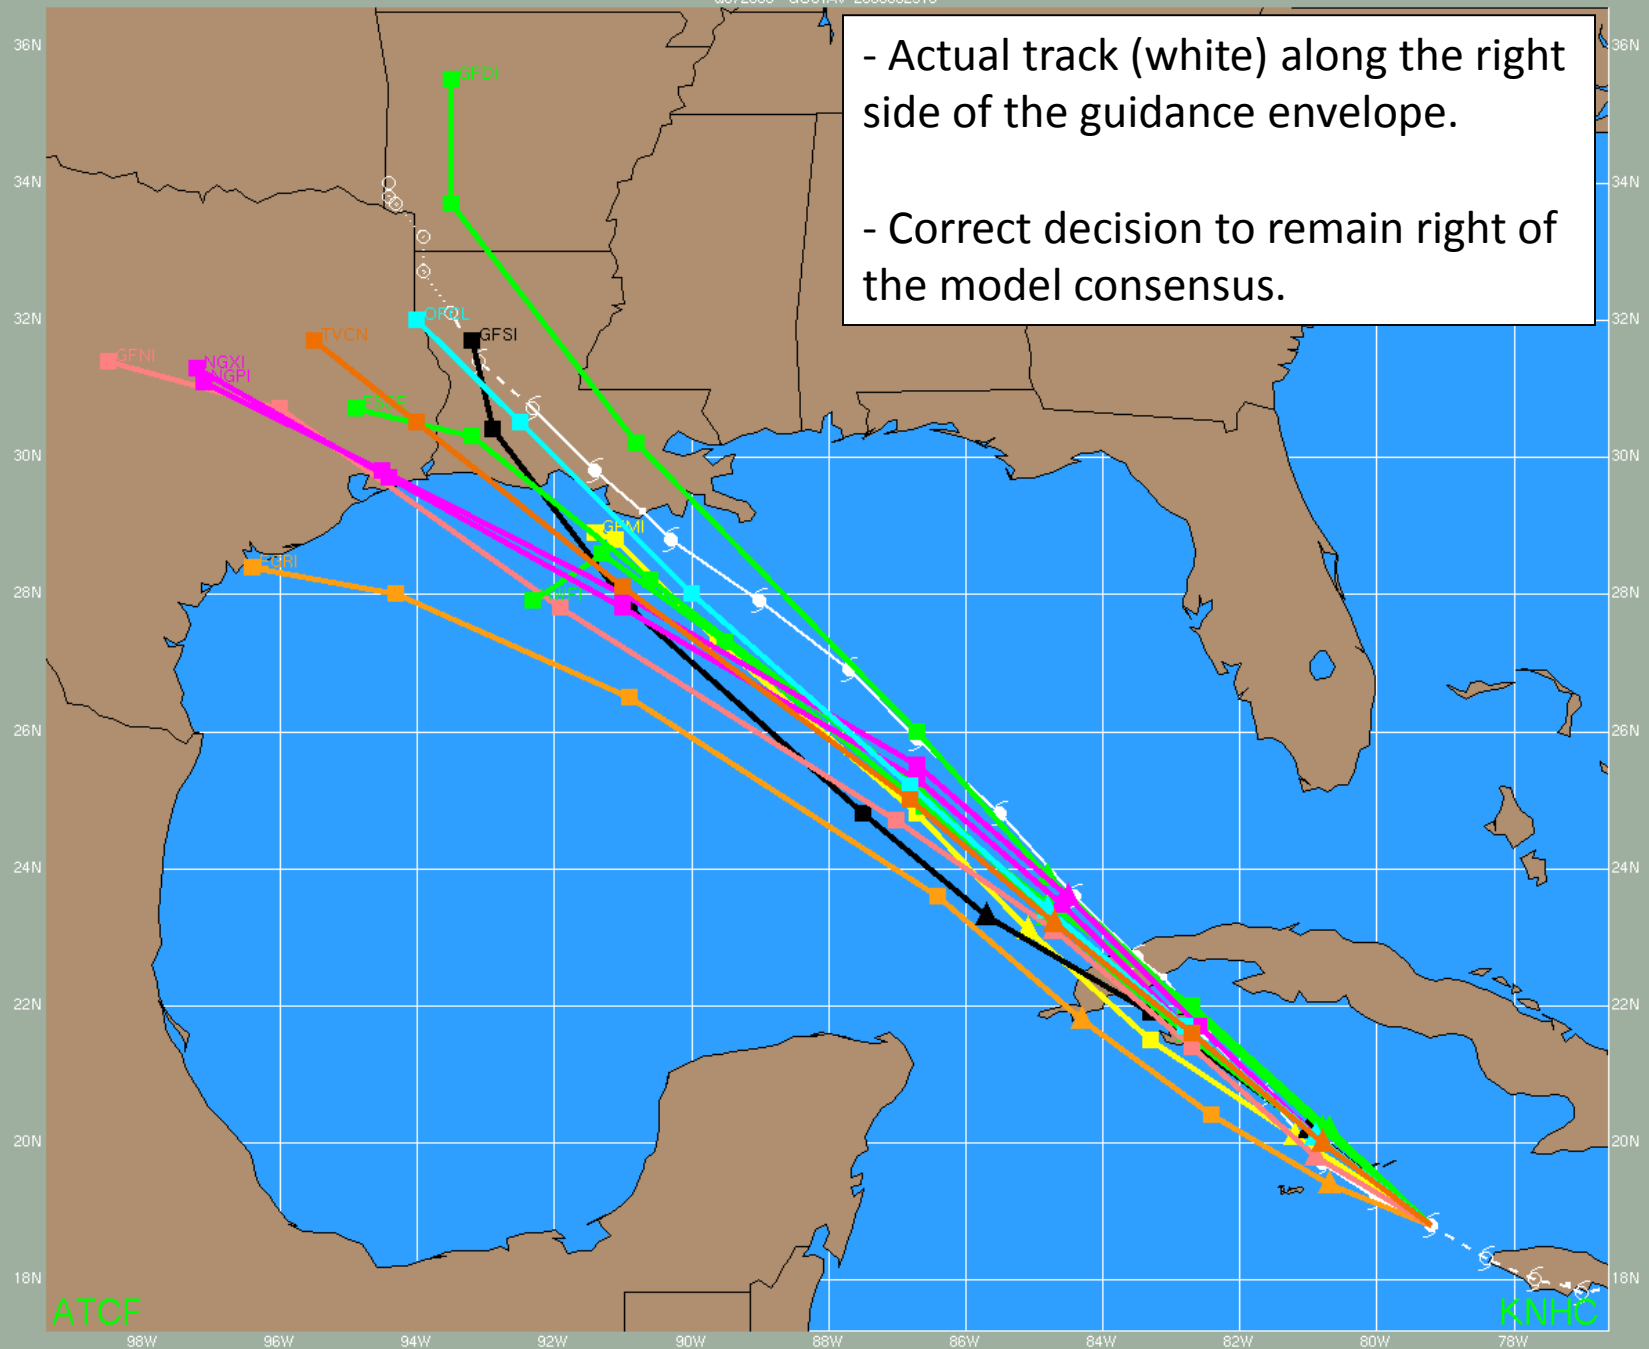 - Actual track (white) along the right
side of the guidance envelope.
- Correct decision to remain right of
the model consensus.
36N
36N
GFDI
34N
34N
32N
OFCL
32N
TVCN
GFSI
GFNI
NGXI
NGPI
30N
30N
GHMI
EGRI
28N
28N
26N
26N
24N
24N
22N
22N
20N
20N
18N
18N
ATCF
KNHC
98W
96W
94W
92W
90W
88W
86W
84W
82W
80W
78W